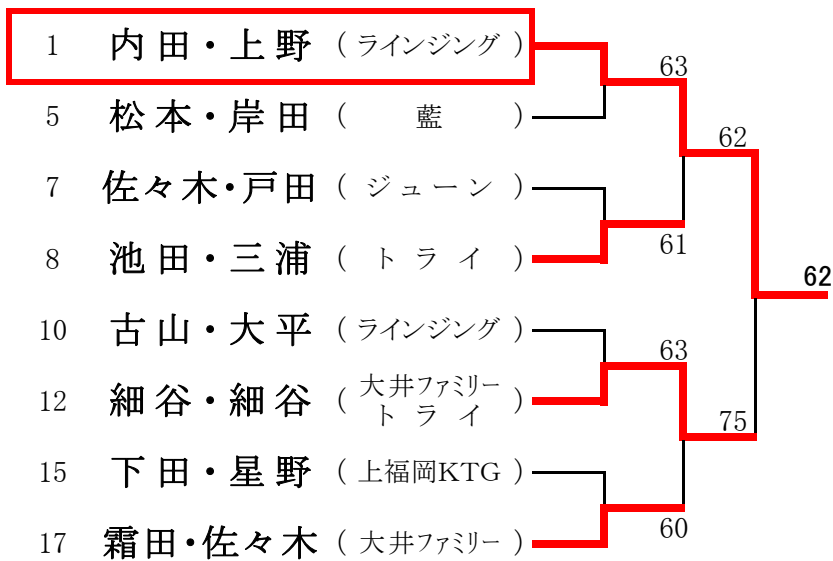 1 内田・上野 (ラインジング)
63
5 松本・岸田 (藍)
62
7 佐々木・戸田 (ジューン)
61
8 池田・三浦 (トライ)
62
10 古山・大平 (ラインジング)
63
12 細谷・細谷 (大井ファミリー
トライ)
75
15 下田・星野 (上福岡KTG)
60
17 霜田・佐々木 (大井ファミリー)